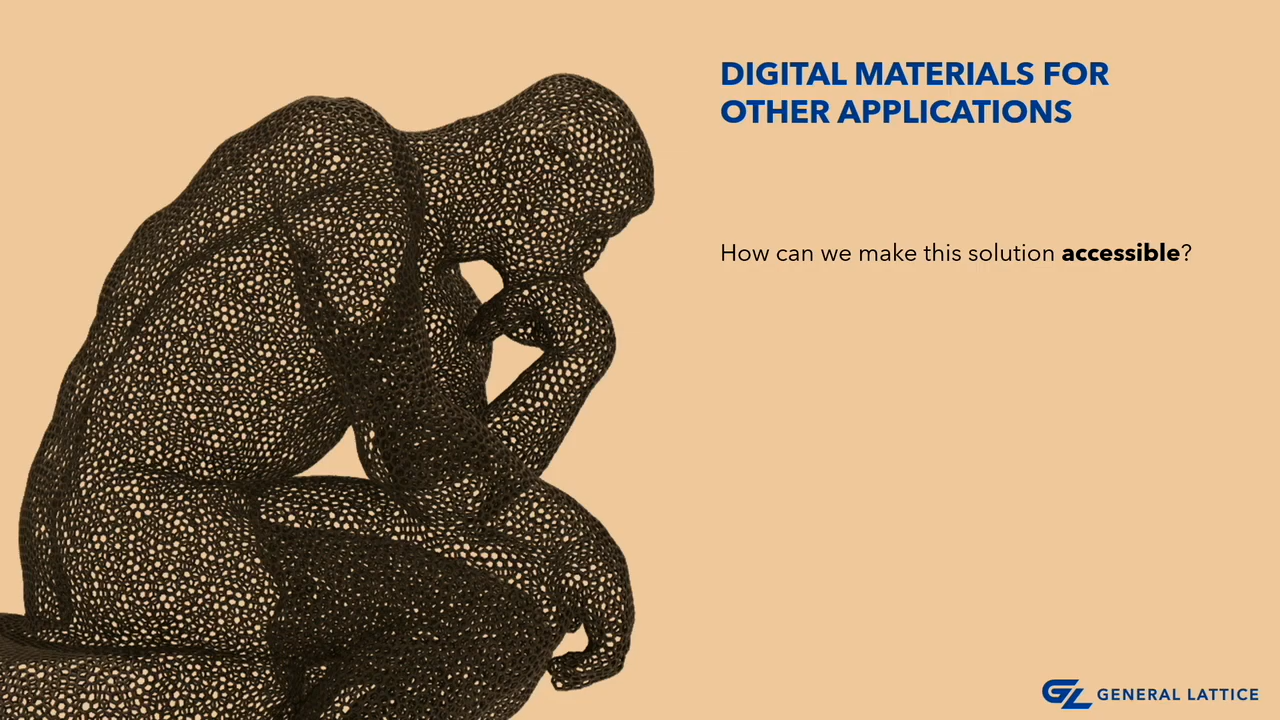 DIGITAL MATERIALS FOR
OTHER APPLICATIONS
How can we make this solution accessible?
GENERAL LATTICE